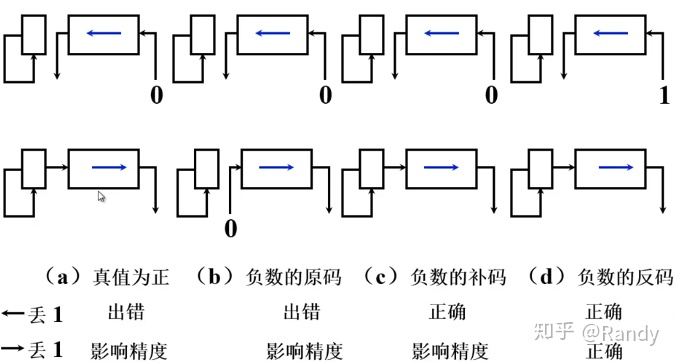 0 0 0 1
0
(a) 真值为正 (b) 负数的原码 (c) 负数的补码 (d) 负数的反码
←丢 1 出错 出错 正确 正确
→丢 1 影响精度 影响精度 影响精度 正确
知乎 @Randy